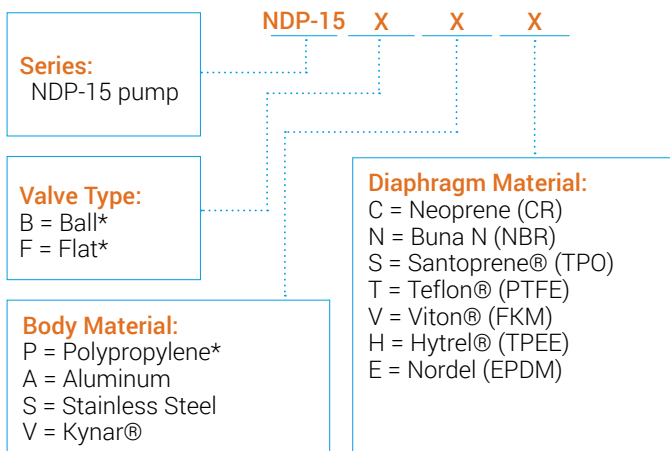 NDP-15 X X X
Series:
NDP-15 pump
Valve Type:
B = Ball*
F = Flat*
Body Material:
P = Polypropylene*
A = Aluminum
S = Stainless Steel
V = Kynar®
Diaphragm Material:
C = Neoprene (CR)
N = Buna N (NBR)
S = Santoprene® (TPO)
T = Teflon® (PTFE)
V = Viton® (FKM)
H = Hytrel® (TPEE)
E = Nordel (EPDM)